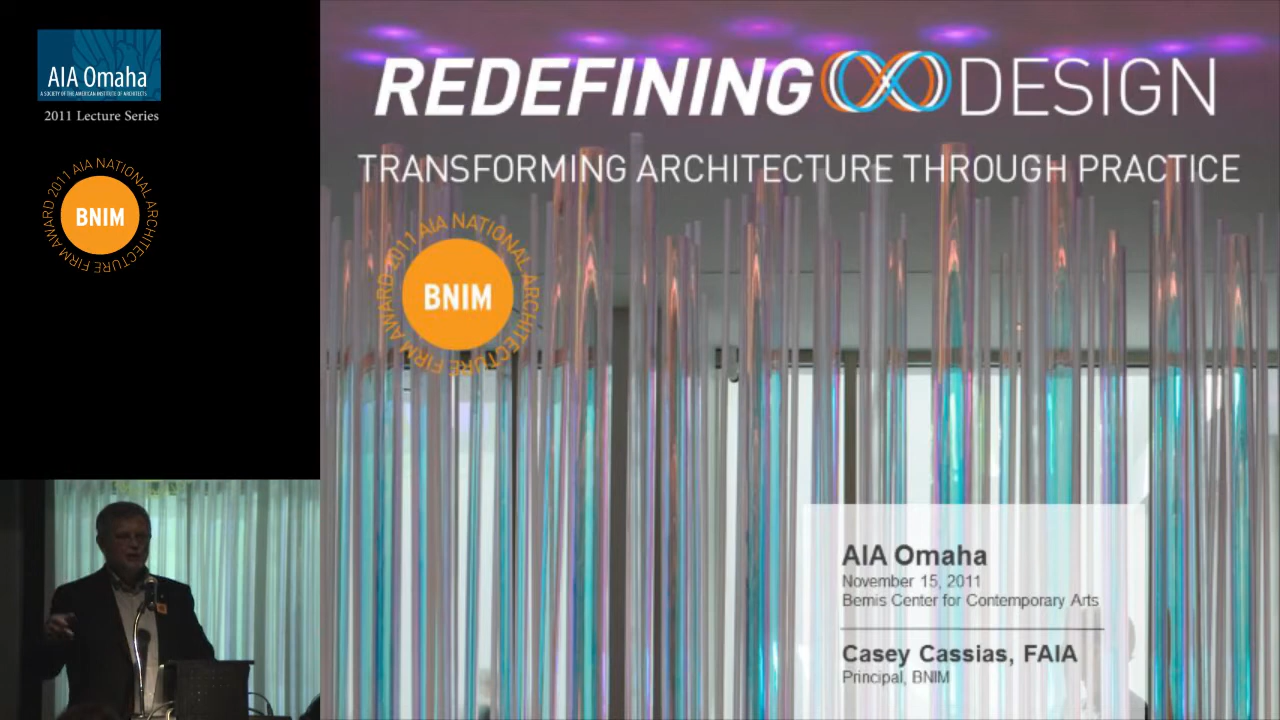 AIA Omaha
A SOCIETY OF THE AMERICAN INSTITUTE OF ARCHITECTS
2011 Lecture Series
2011 AIA NATIONAL ARCHITECTURE FIRM AWARD
BNIM
REDEFINING DESIGN
TRANSFORMING ARCHITECTURE THROUGH PRACTICE
2011 AIA NATIONAL ARCHITECTURE FIRM AWARD
BNIM
AIA Omaha
November 15, 2011
Bemis Center for Contemporary Arts
Casey Cassias, FAIA
Principal, BNIM